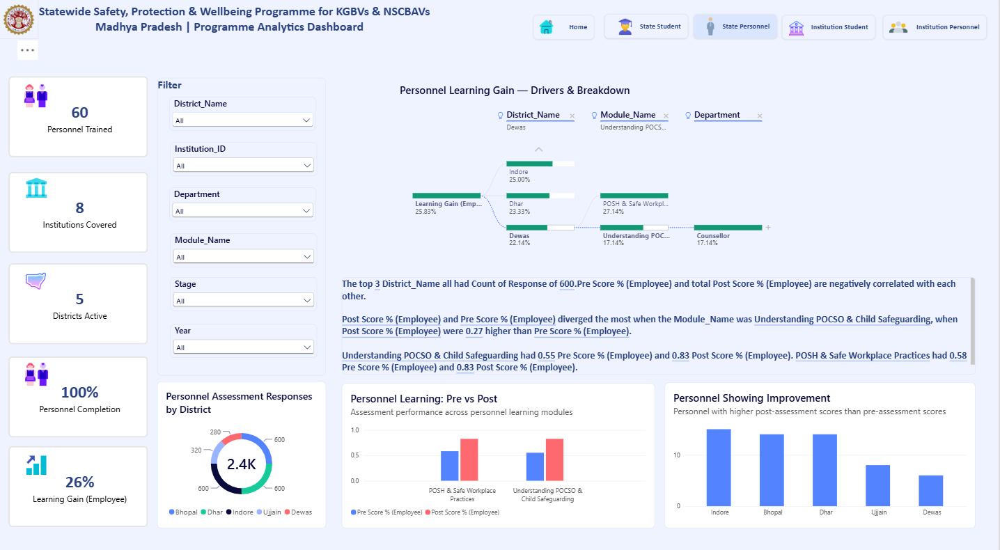 Statewide Safety, Protection & Wellbeing Programme for KGBVs & NSCBAVs
Madhya Pradesh | Programme Analytics Dashboard
Home
State Student
State Personnel
Institution Student
Institution Personnel
60
Personnel Trained
8
Institutions Covered
5
Districts Active
100%
Personnel Completion
26%
Learning Gain (Employee)
Filter
District_Name
All
Institution_ID
All
Department
All
Module_Name
All
Stage
All
Year
All
Personnel Learning Gain — Drivers & Breakdown
District_Name
Dewas
Module_Name
Understanding POCS...
Department
Learning Gain (Emp...
25.83%
Indore
25.00%
Dhar
23.33%
Dewas
22.14%
POSH & Safe Workpl...
27.14%
Understanding POC...
17.14%
Counsellor
17.14%
The top 3 District_Name all had Count of Response of 600.Pre Score % (Employee) and total Post Score % (Employee) are negatively correlated with each
other.
Post Score % (Employee) and Pre Score % (Employee) diverged the most when the Module_Name was Understanding POCSO & Child Safeguarding, when
Post Score % (Employee) were 0.27 higher than Pre Score % (Employee).
Understanding POCSO & Child Safeguarding had 0.55 Pre Score % (Employee) and 0.83 Post Score % (Employee). POSH & Safe Workplace Practices had 0.58
Pre Score % (Employee) and 0.83 Post Score % (Employee).
Personnel Assessment Responses
by District
280
320
600
600
600
2.4K
Bhopal Dhar Indore Ujjain Dewas
Personnel Learning: Pre vs Post
Assessment performance across personnel learning modules
1.0
0.5
0.0
POSH & Safe Workplace
Practices
Understanding POCSO &
Child Safeguarding
Pre Score % (Employee) Post Score % (Employee)
Personnel Showing Improvement
Personnel with higher post-assessment scores than pre-assessment scores
10
0
Indore Bhopal Dhar Ujjain Dewas